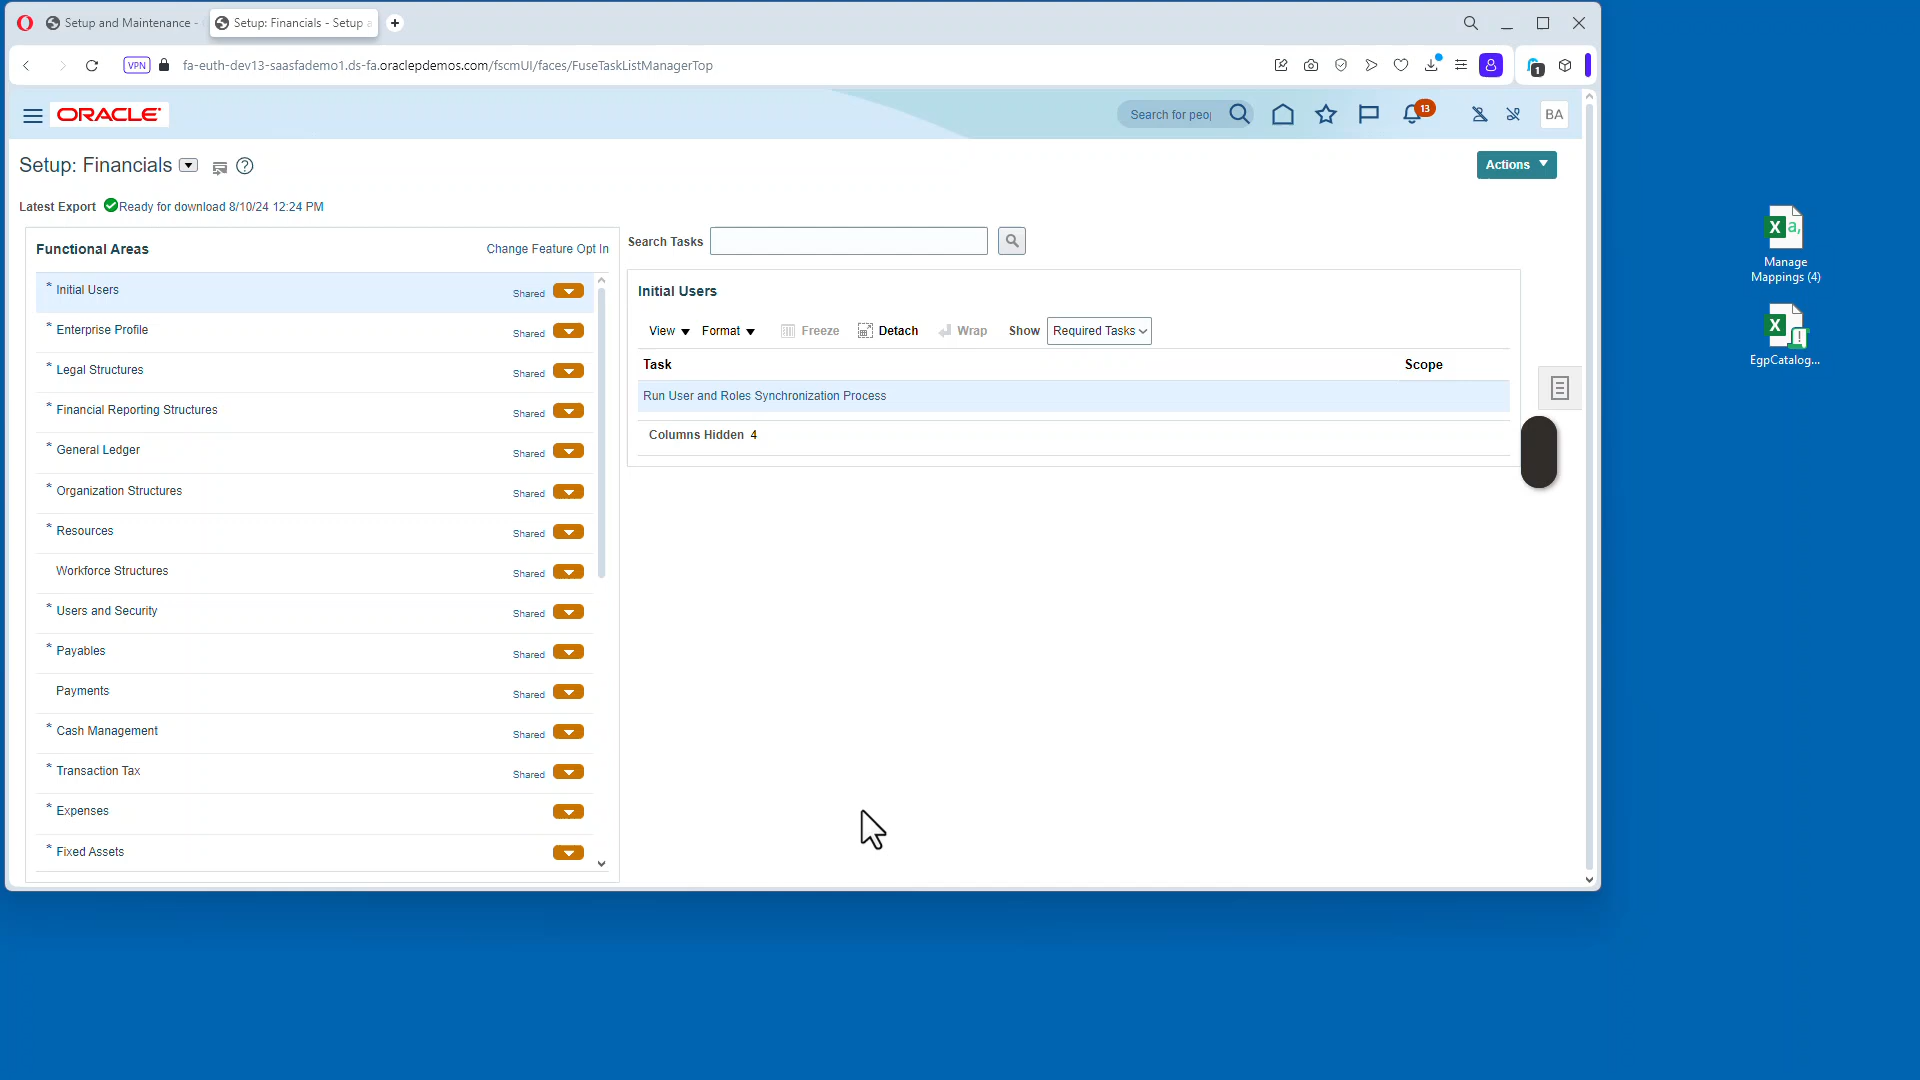 Setup and Maintenance -
Setup: Financials - Setup a
VPN
fa-euth-dev13-saasfademo1.ds-fa.oraclepdemos.com/fscmUI/faces/FuseTaskListManagerTop
1
ORACLE
Search for peop
13
BA
Setup: Financials
Actions
Latest Export Ready for download 8/10/24 12:24 PM
Functional Areas
Change Feature Opt In
* Initial Users Shared
* Enterprise Profile Shared
* Legal Structures Shared
* Financial Reporting Structures Shared
* General Ledger Shared
* Organization Structures Shared
* Resources Shared
Workforce Structures Shared
* Users and Security Shared
* Payables Shared
Payments Shared
* Cash Management Shared
* Transaction Tax Shared
* Expenses
* Fixed Assets
Search Tasks
Initial Users
View Format Freeze Detach Wrap Show Required Tasks
Task Scope
Run User and Roles Synchronization Process
Columns Hidden 4
Manage
Mappings (4)
EgpCatalog...